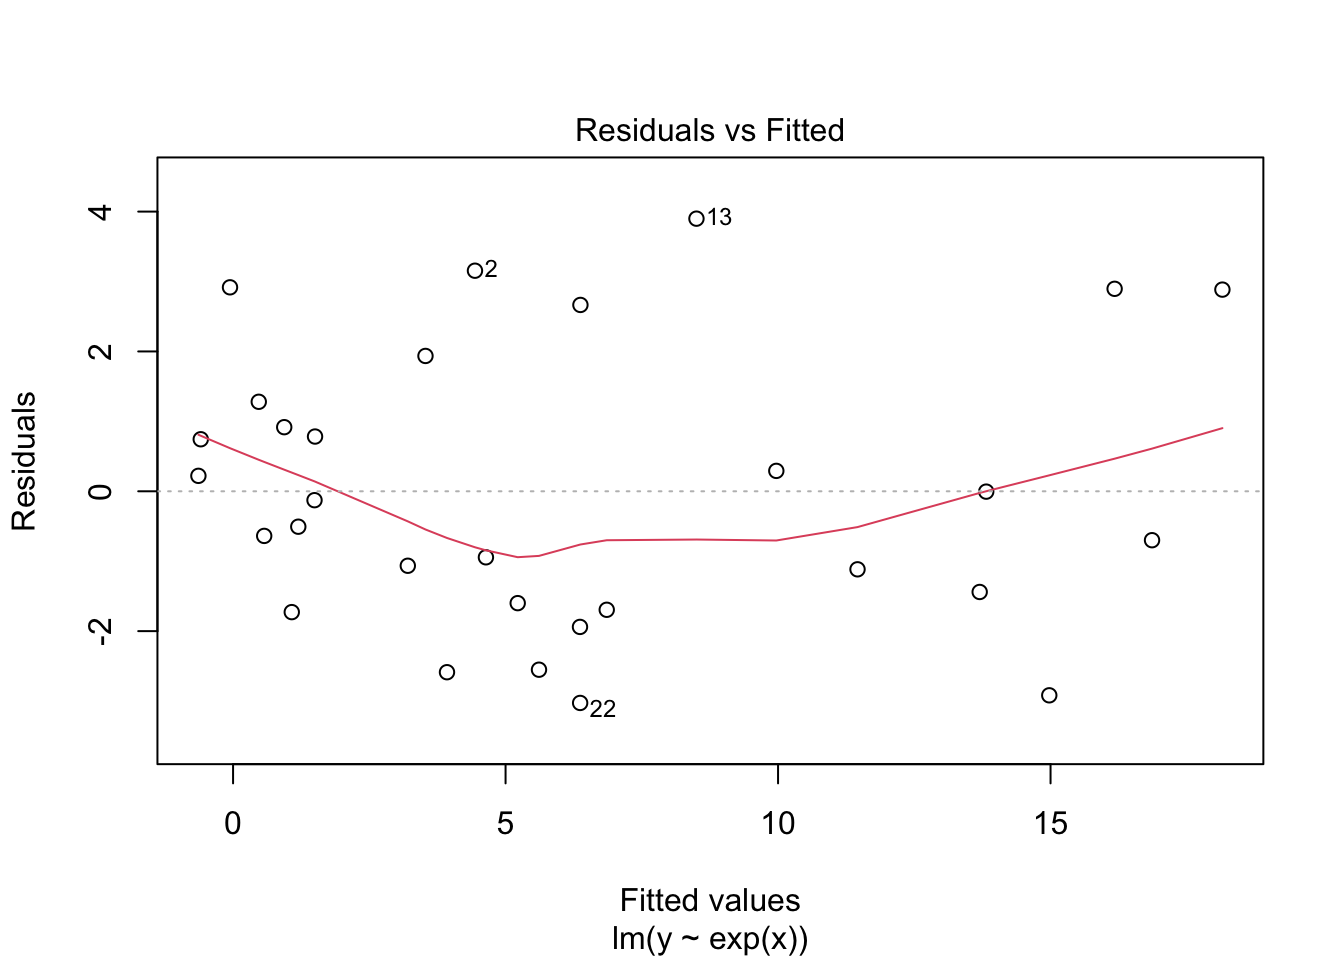 Residuals vs Fitted
4
2
0
-2
Residuals
13
2
22
0 5 10 15
Fitted values
lm(y ~ exp(x))